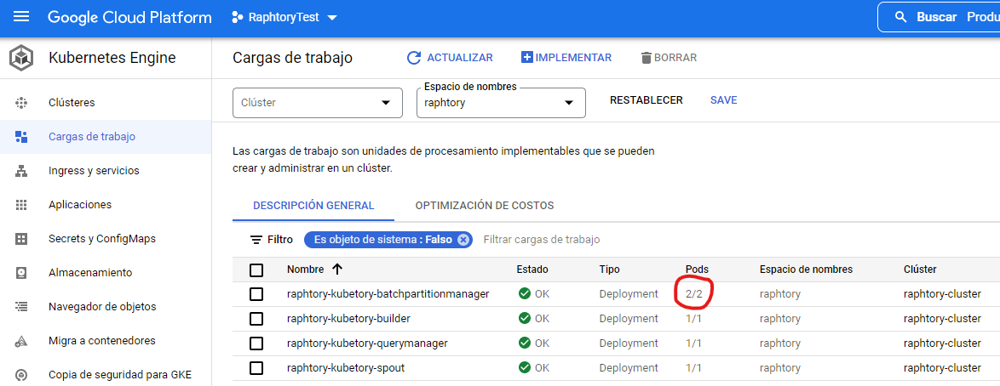 Google Cloud Platform RaphtoryTest Buscar Produ
Kubernetes Engine
Clústeres
Cargas de trabajo
Ingress y servicios
Aplicaciones
Secrets y ConfigMaps
Almacenamiento
Navegador de objetos
Migra a contenedores
Copia de seguridad para GKE
Cargas de trabajo ACTUALIZAR IMPLEMENTAR BORRAR
Espacio de nombres
Clúster raphtory RESTABLECER SAVE
Las cargas de trabajo son unidades de procesamiento implementables que se pueden
crear y administrar en un clúster.
DESCRIPCIÓN GENERAL OPTIMIZACIÓN DE COSTOS
Filtro Es objeto de sistema : Falso Filtrar cargas de trabajo
Nombre Estado Tipo Pods Espacio de nombres Clúster
raphtory-kubetory-batchpartitionmanager OK Deployment 2/2 raphtory raphtory-cluster
raphtory-kubetory-builder OK Deployment 1/1 raphtory raphtory-cluster
raphtory-kubetory-querymanager OK Deployment 1/1 raphtory raphtory-cluster
raphtory-kubetory-spout OK Deployment 1/1 raphtory raphtory-cluster